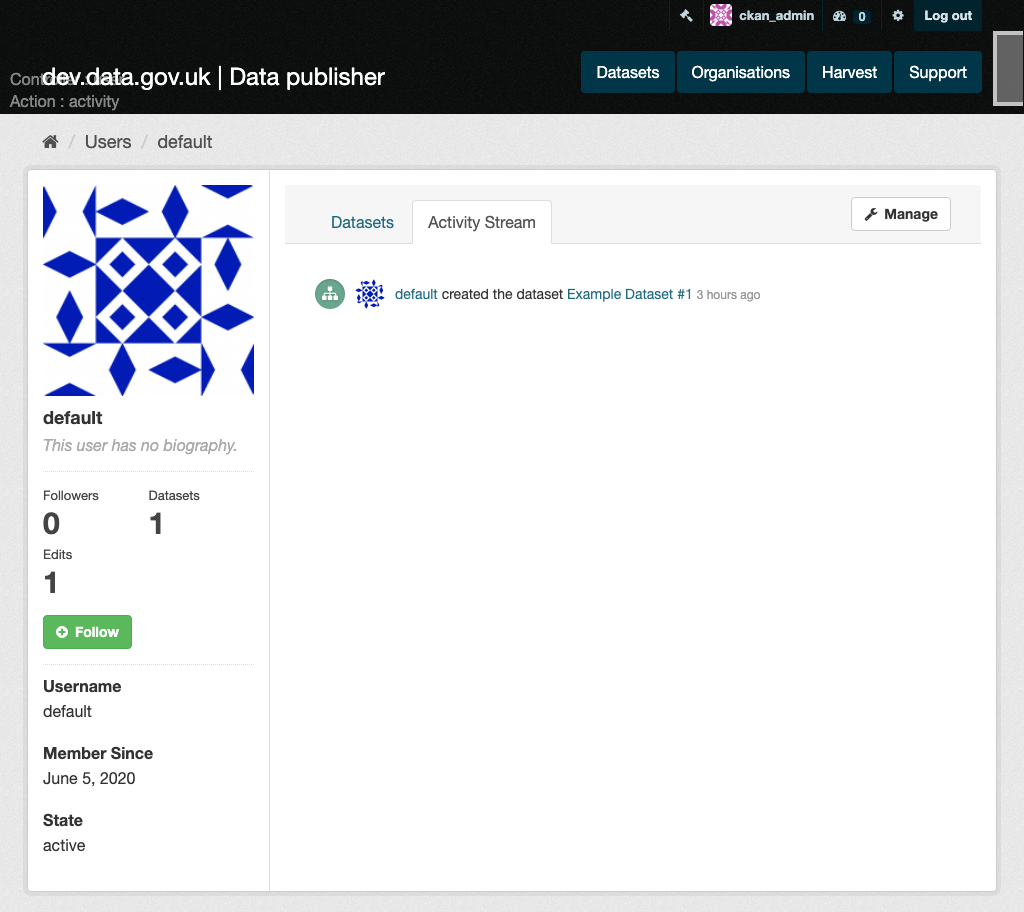 ckan_admin 0 Log out
dev.data.gov.uk | Data publisher
Action : activity
Datasets Organisations Harvest Support
/ Users / default
Datasets Activity Stream Manage
default created the dataset Example Dataset #1 3 hours ago
default
This user has no biography.
Followers Datasets
0 1
Edits
1
Follow
Username
default
Member Since
June 5, 2020
State
active